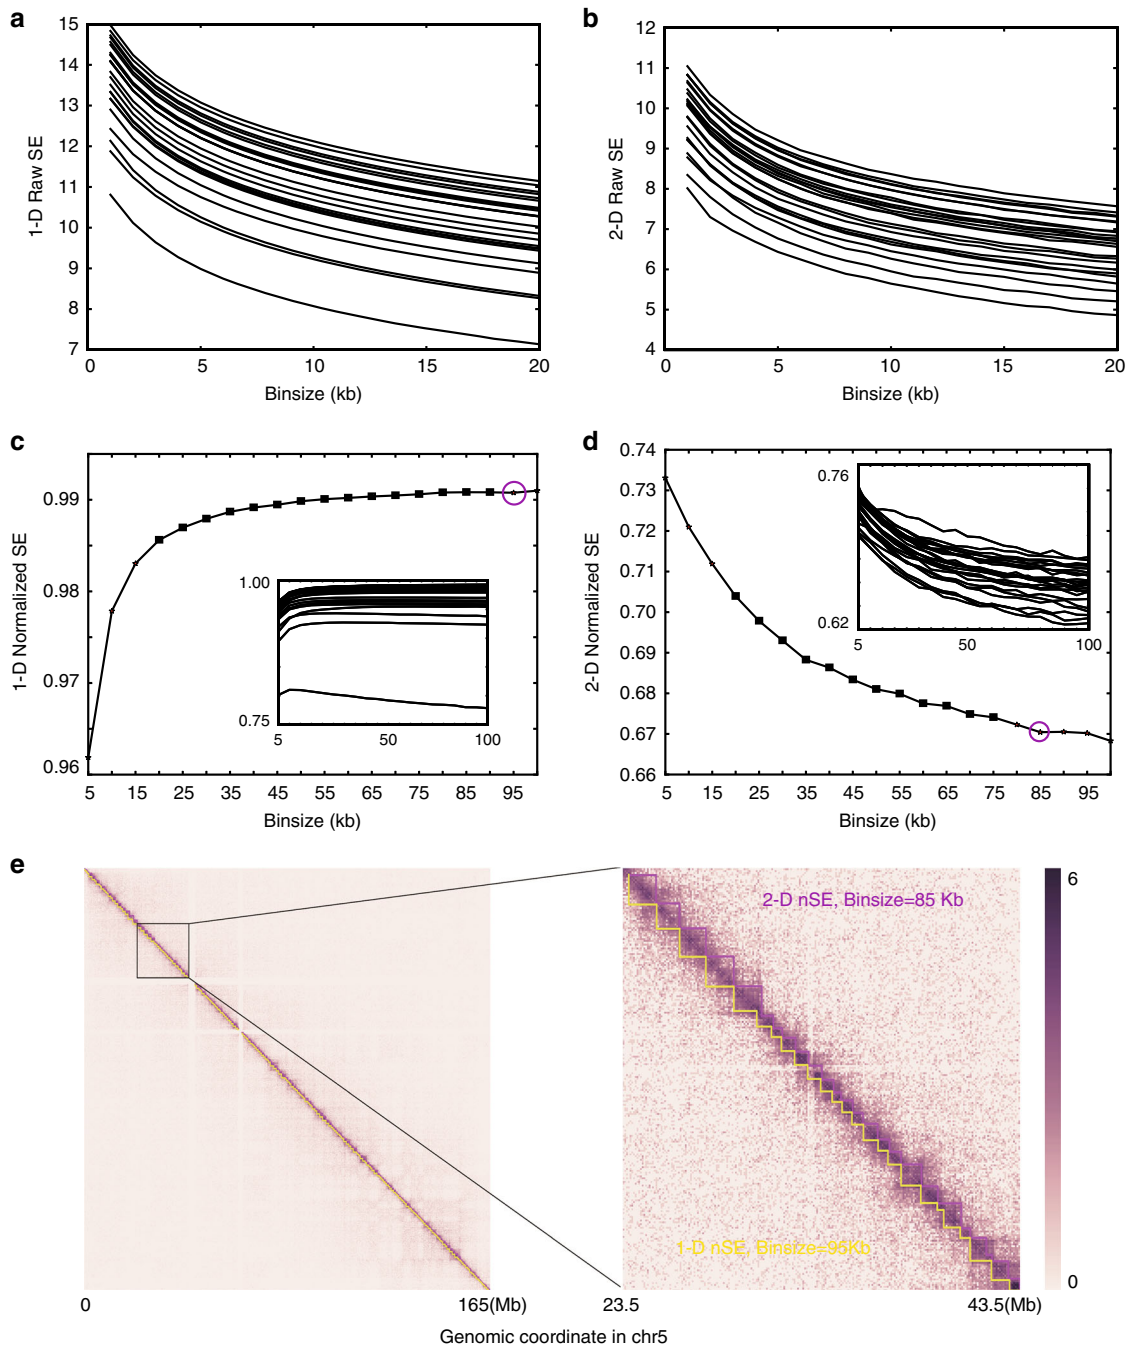 a
15
14
13
12
11
10
9
8
7
1-D Raw SE
0 5 10 15 20
Binsize (kb)
b
12
11
10
9
8
7
6
5
4
2-D Raw SE
0 5 10 15 20
Binsize (kb)
c
0.99
0.98
0.97
0.96
1-D Normalized SE
1.00
0.75
5 50 100
5 15 25 35 45 55 65 75 85 95
Binsize (kb)
d
0.74
0.73
0.72
0.71
0.70
0.69
0.68
0.67
0.66
2-D Normalized SE
0.76
0.62
5 50 100
5 15 25 35 45 55 65 75 85 95
Binsize (kb)
e
2-D nSE, Binsize=85 Kb
1-D nSE, Binsize=95Kb
6
0
0 165(Mb)
23.5 43.5(Mb)
Genomic coordinate in chr5